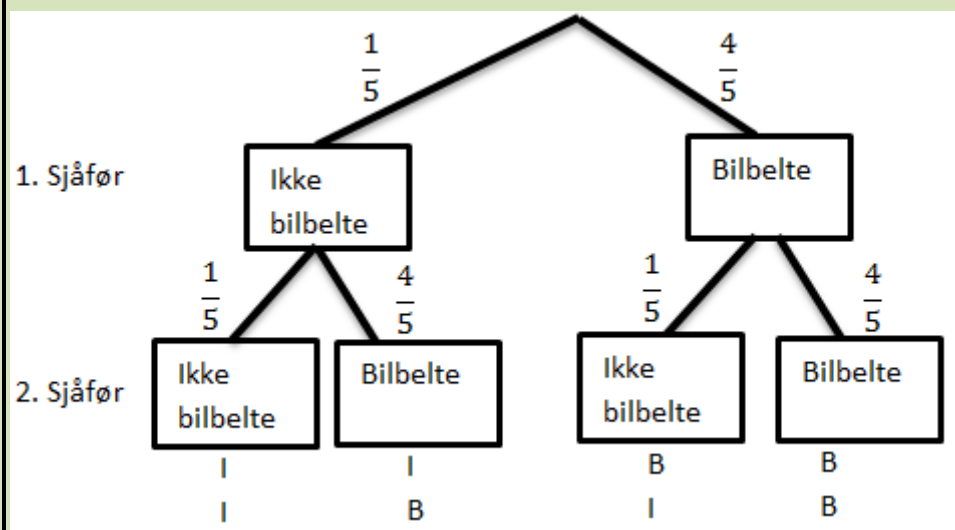 1/5 4/5
1. Sjåfør Ikke bilbelte Bilbelte
1/5 4/5 1/5 4/5
2. Sjåfør Ikke bilbelte Bilbelte Ikke bilbelte Bilbelte
I I B B
I B I B